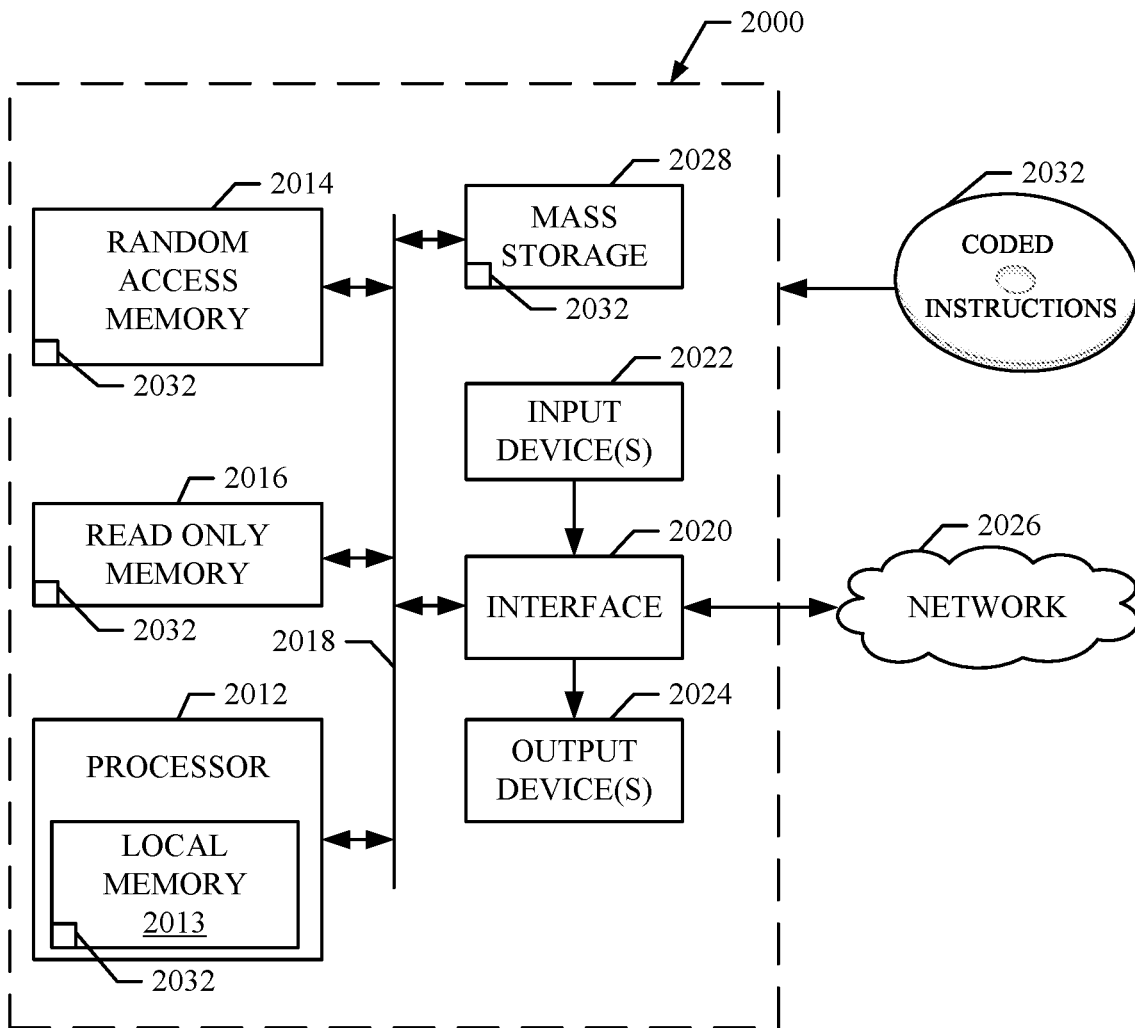 2000
2014
RANDOM
ACCESS
MEMORY
2032
2028
MASS
STORAGE
2032
2032
CODED
INSTRUCTIONS
2022
INPUT
DEVICE(S)
2016
READ ONLY
MEMORY
2032
2020
INTERFACE
2026
NETWORK
2018
2012
PROCESSOR
LOCAL
MEMORY
2013
2032
2024
OUTPUT
DEVICE(S)